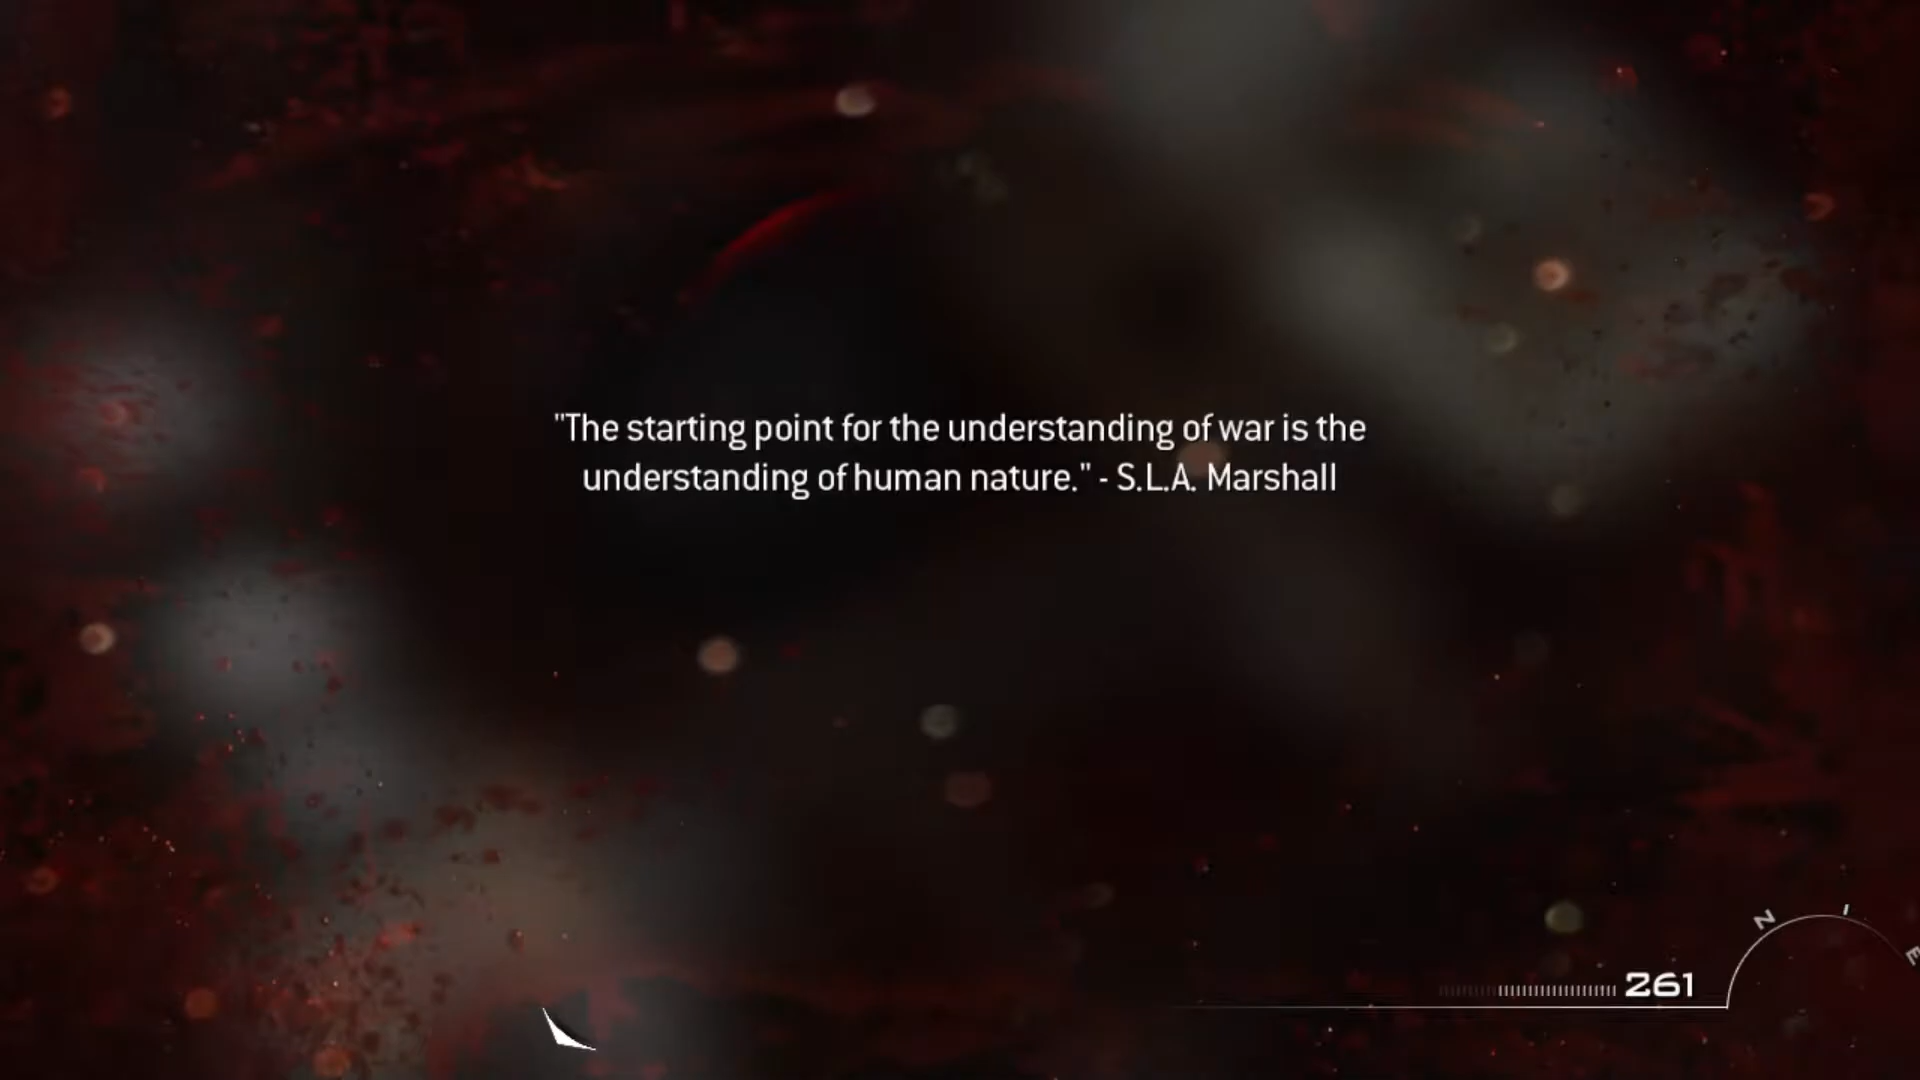 "The starting point for the understanding of war is the
understanding of human nature." - S.L.A. Marshall
N
E
261